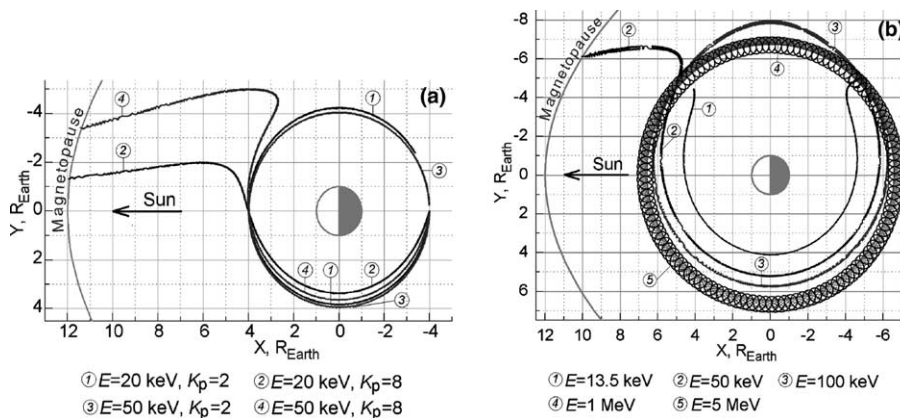 (a)
Magnetopause
Sun
④
②
①
③
④ ① ②
③
-4
-2
0
2
4
Y, R_Earth
12 10 8 6 4 2 0 -2 -4
X, R_Earth
① E=20 keV, K_p=2 ② E=20 keV, K_p=8
③ E=50 keV, K_p=2 ④ E=50 keV, K_p=8
(b)
Magnetopause
Sun
②
③
④
①
②
③
⑤
-8
-6
-4
-2
0
2
4
6
Y, R_Earth
12 10 8 6 4 2 0 -2 -4 -6
X, R_Earth
① E=13.5 keV ② E=50 keV ③ E=100 keV
④ E=1 MeV ⑤ E=5 MeV